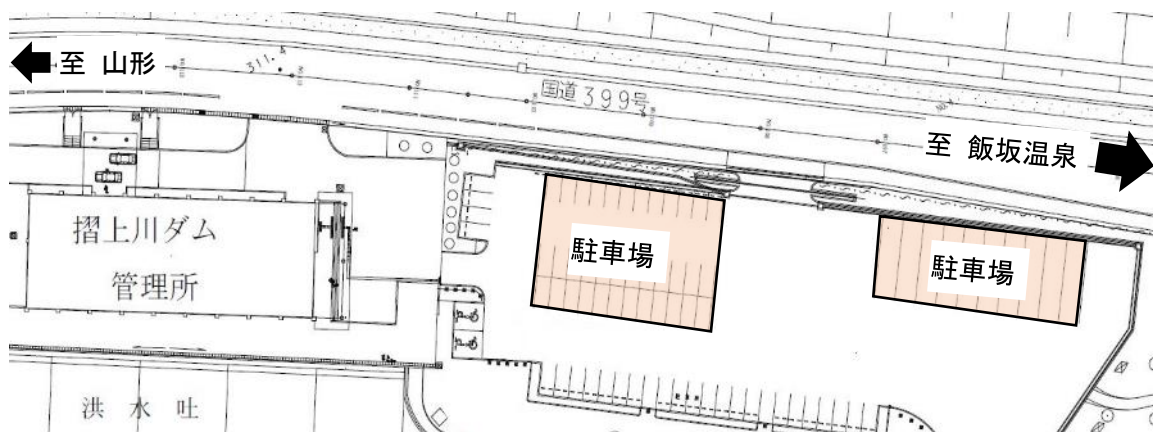 至 山形
311.
国道399号
至 飯坂温泉
摺上川ダム
管理所
駐車場
駐車場
洪水吐